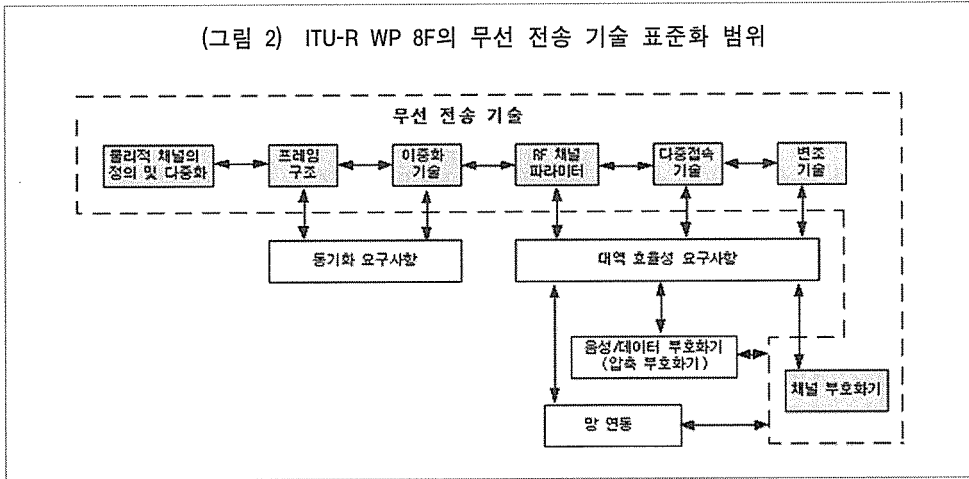 (그림 2) ITU-R WP 8F의 무선 전송 기술 표준화 범위
무선 전송 기술
물리적 채널의
정의 및 다중화
프레임
구조
이중화
기술
RF 채널
파라미터
다중접속
기술
변조
기술
동기화 요구사항
대역 효율성 요구사항
음성/데이터 부호화기
(압축 부호화기)
채널 부호화기
망 연동